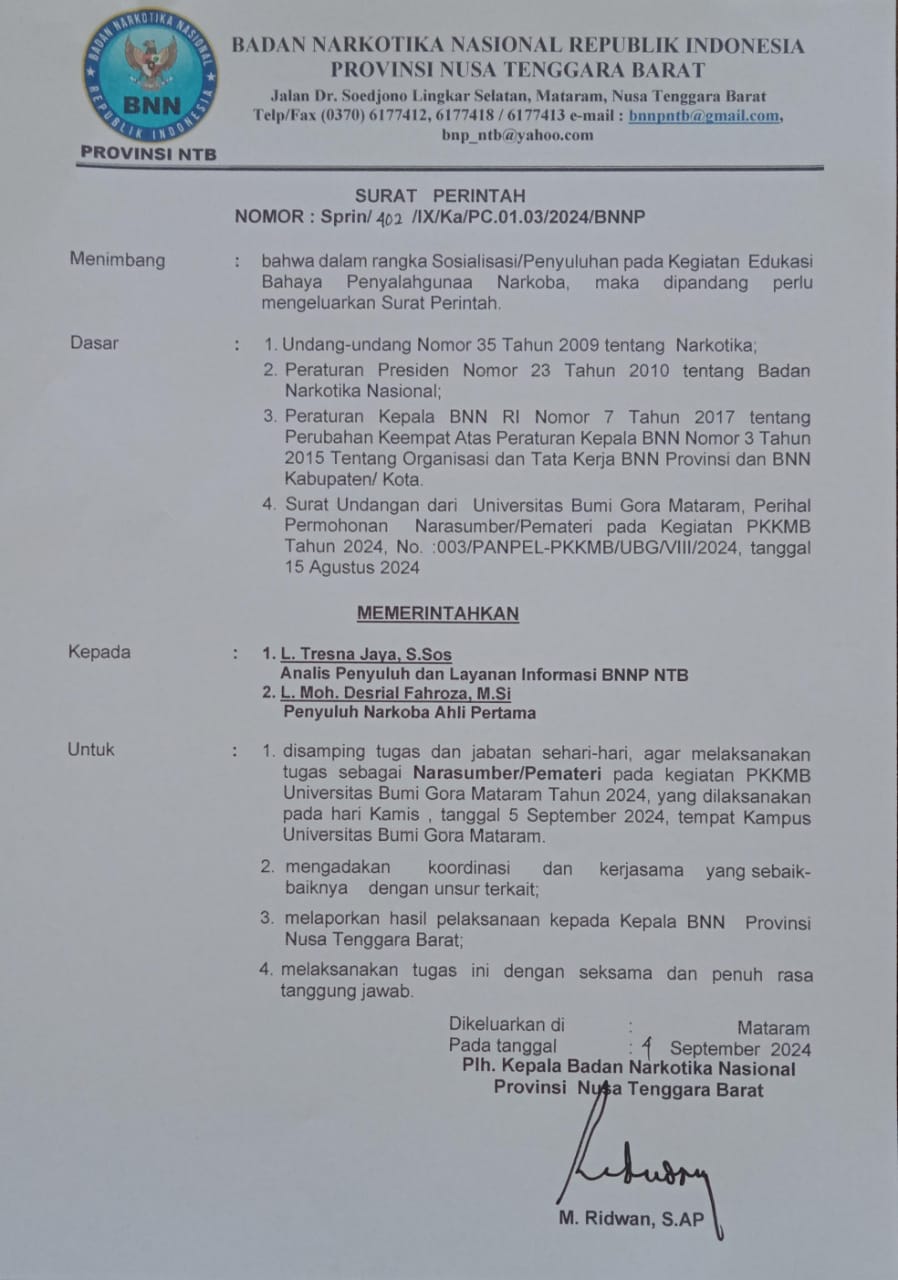 BADAN NARKOTIKA NASIONAL
REPUBLIK INDONESIA
BNN
PROVINSI NTB
BADAN NARKOTIKA NASIONAL REPUBLIK INDONESIA
PROVINSI NUSA TENGGARA BARAT
Jalan Dr. Soedjono Lingkar Selatan, Mataram, Nusa Tenggara Barat
Telp/Fax (0370) 6177412, 6177418 / 6177413 e-mail : bnnpntb@gmail.com,
bnp_ntb@yahoo.com
SURAT PERINTAH
NOMOR : Sprin/ 402 /IX/Ka/PC.01.03/2024/BNNP
Menimbang : bahwa dalam rangka Sosialisasi/Penyuluhan pada Kegiatan Edukasi
Bahaya Penyalahgunaa Narkoba, maka dipandang perlu
mengeluarkan Surat Perintah.
Dasar : 1. Undang-undang Nomor 35 Tahun 2009 tentang Narkotika;
2. Peraturan Presiden Nomor 23 Tahun 2010 tentang Badan
Narkotika Nasional;
3. Peraturan Kepala BNN RI Nomor 7 Tahun 2017 tentang
Perubahan Keempat Atas Peraturan Kepala BNN Nomor 3 Tahun
2015 Tentang Organisasi dan Tata Kerja BNN Provinsi dan BNN
Kabupaten/ Kota.
4. Surat Undangan dari Universitas Bumi Gora Mataram, Perihal
Permohonan Narasumber/Pemateri pada Kegiatan PKKMB
Tahun 2024, No. :003/PANPEL-PKKMB/UBG/VIII/2024, tanggal
15 Agustus 2024
MEMERINTAHKAN
Kepada : 1. L. Tresna Jaya, S.Sos
Analis Penyuluh dan Layanan Informasi BNNP NTB
2. L. Moh. Desrial Fahroza, M.Si
Penyuluh Narkoba Ahli Pertama
Untuk : 1. disamping tugas dan jabatan sehari-hari, agar melaksanakan
tugas sebagai Narasumber/Pemateri pada kegiatan PKKMB
Universitas Bumi Gora Mataram Tahun 2024, yang dilaksanakan
pada hari Kamis , tanggal 5 September 2024, tempat Kampus
Universitas Bumi Gora Mataram.
2. mengadakan koordinasi dan kerjasama yang sebaik-
baiknya dengan unsur terkait;
3. melaporkan hasil pelaksanaan kepada Kepala BNN Provinsi
Nusa Tenggara Barat;
4. melaksanakan tugas ini dengan seksama dan penuh rasa
tanggung jawab.
Dikeluarkan di : Mataram
Pada tanggal : September 2024
Plh. Kepala Badan Narkotika Nasional
Provinsi Nusa Tenggara Barat
M. Ridwan, S.AP